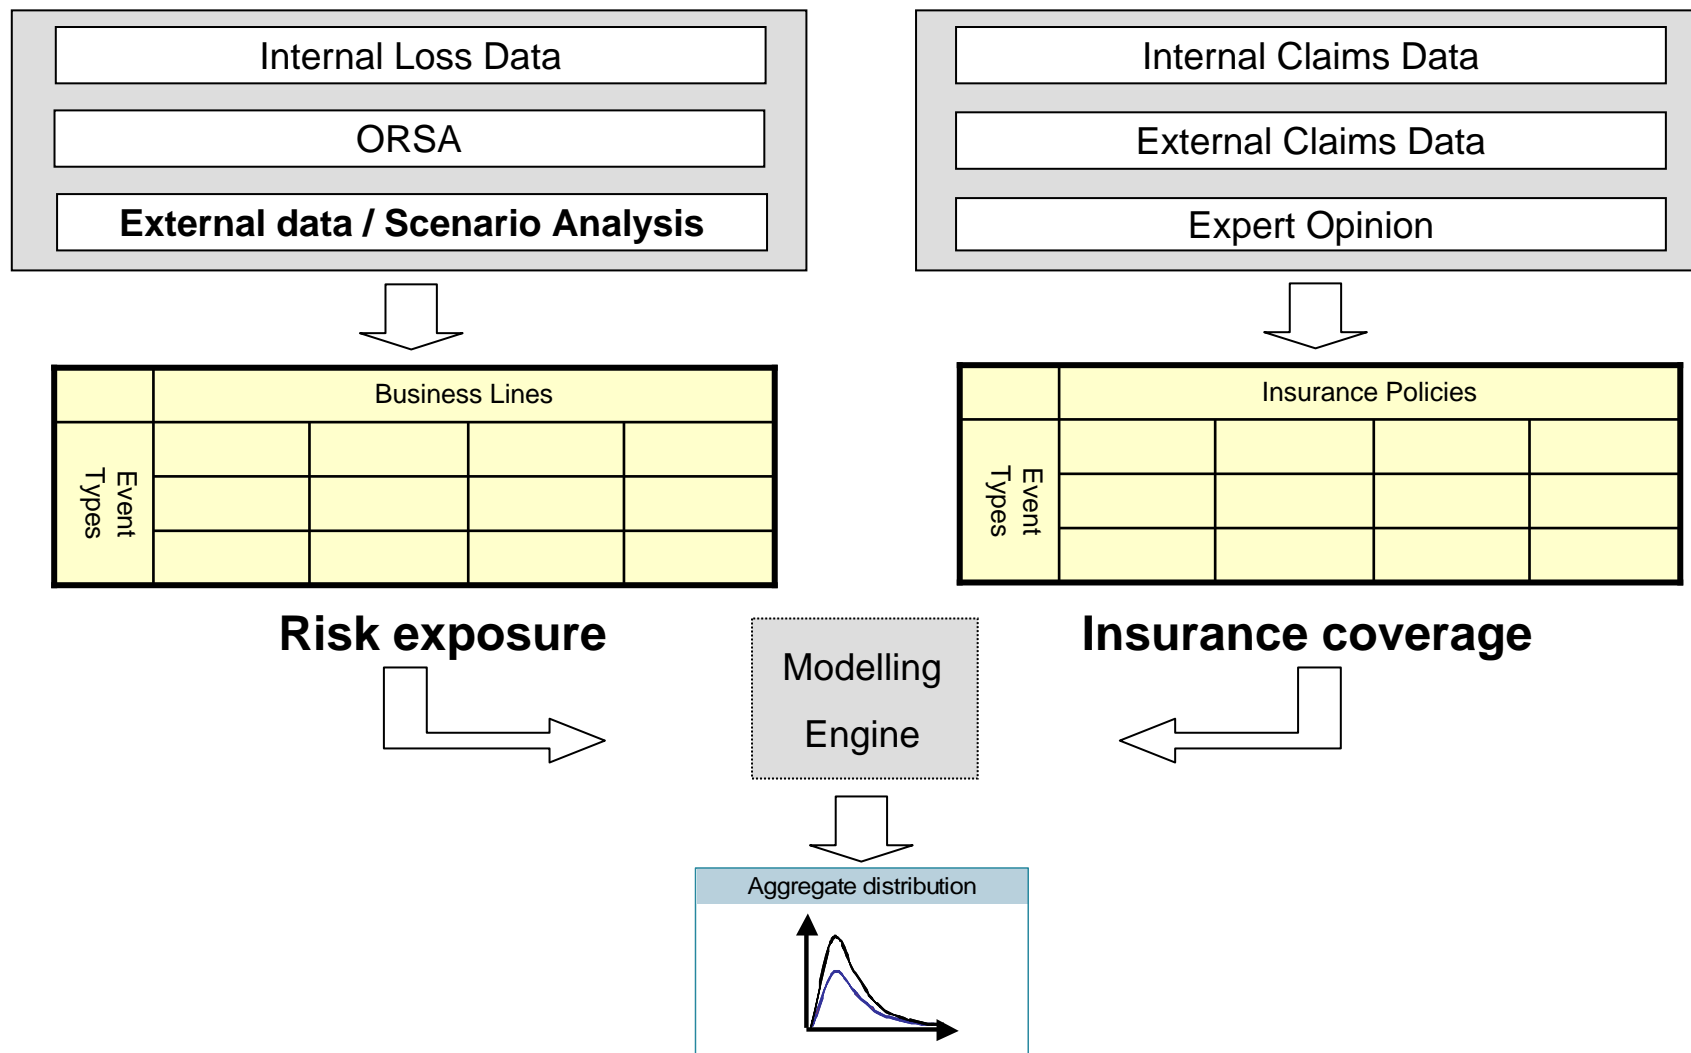 Internal Loss Data
ORSA
External data / Scenario Analysis
Internal Claims Data
External Claims Data
Expert Opinion
Business Lines
Event
Types
Insurance Policies
Event
Types
Risk exposure
Insurance coverage
Modelling
Engine
Aggregate distribution